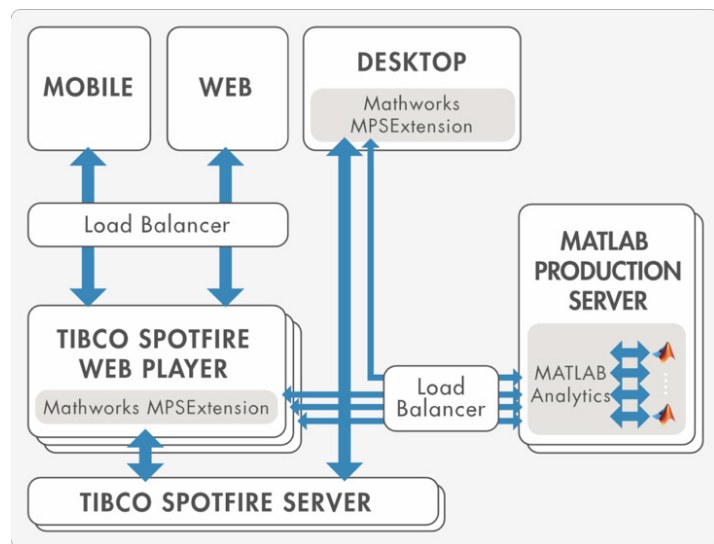 MOBILE
WEB
DESKTOP
Mathworks
MPSExtension
Load Balancer
MATLAB
PRODUCTION
SERVER
MATLAB
Analytics
TIBCO SPOTFIRE
WEB PLAYER
Mathworks MPSExtension
Load
Balancer
TIBCO SPOTFIRE SERVER